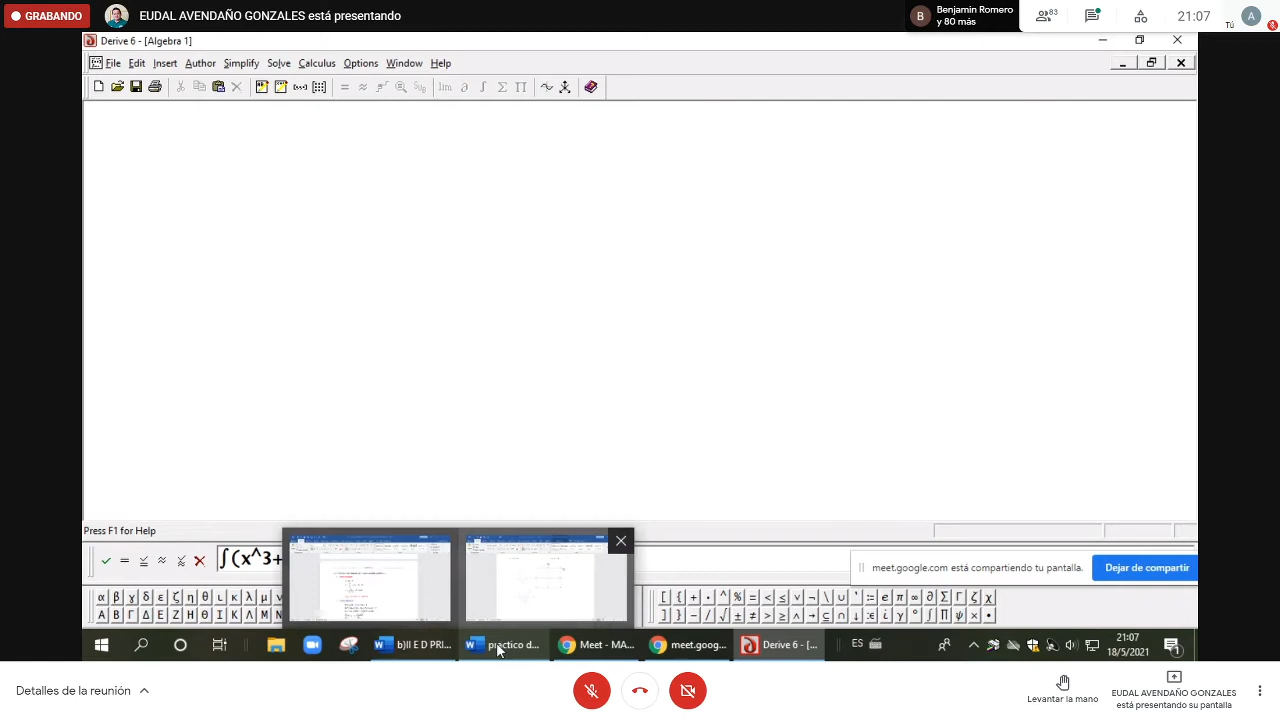 GRABANDO
EUDAL AVENDAÑO GONZALES está presentando
B
Benjamin Romero
y 80 más
83
21:07
Tú
A
Derive 6 - [Algebra 1]
File Edit Insert Author Simplify Solve Calculus Options Window Help
lim ∂ ∫ Σ Π
Press F1 for Help
∫(x^3+
meet.google.com está compartiendo tu pantalla.
Dejar de compartir
α β γ δ ε ζ η θ ι κ λ μ ν
[ { + · ^ % = < ≤ ∨ ¬ \ ∪ ' := e π ∞ ∂ Σ Γ ζ χ
Α Β Γ Δ Ε Ζ Η Θ Ι Κ Λ Μ Ν
] } − / √ ± ≠ > ≥ ∧ → ⊆ ∩ ↓ :∈ i γ ° ∫ Π ψ × •
b)II E D PRI...
practico d...
Meet - MA...
meet.goog...
Derive 6 - [...
ES
21:07
18/5/2021
1
Detalles de la reunión
Levantar la mano
EUDAL AVENDAÑO GONZALES
está presentando su pantalla